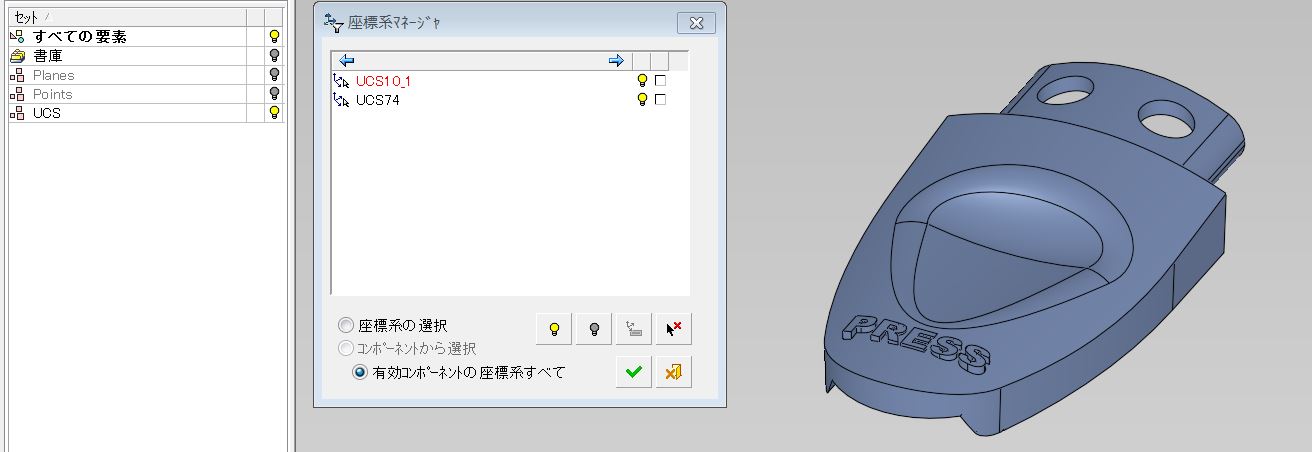 セット
すべての要素
書庫
Planes
Points
UCS
座標系ﾏﾈｰｼﾞｬ
UCS10_1
UCS74
座標系の選択
ｺﾝﾎﾟｰﾈﾝﾄから選択
有効ｺﾝﾎﾟｰﾈﾝﾄの座標系すべて
PRESS